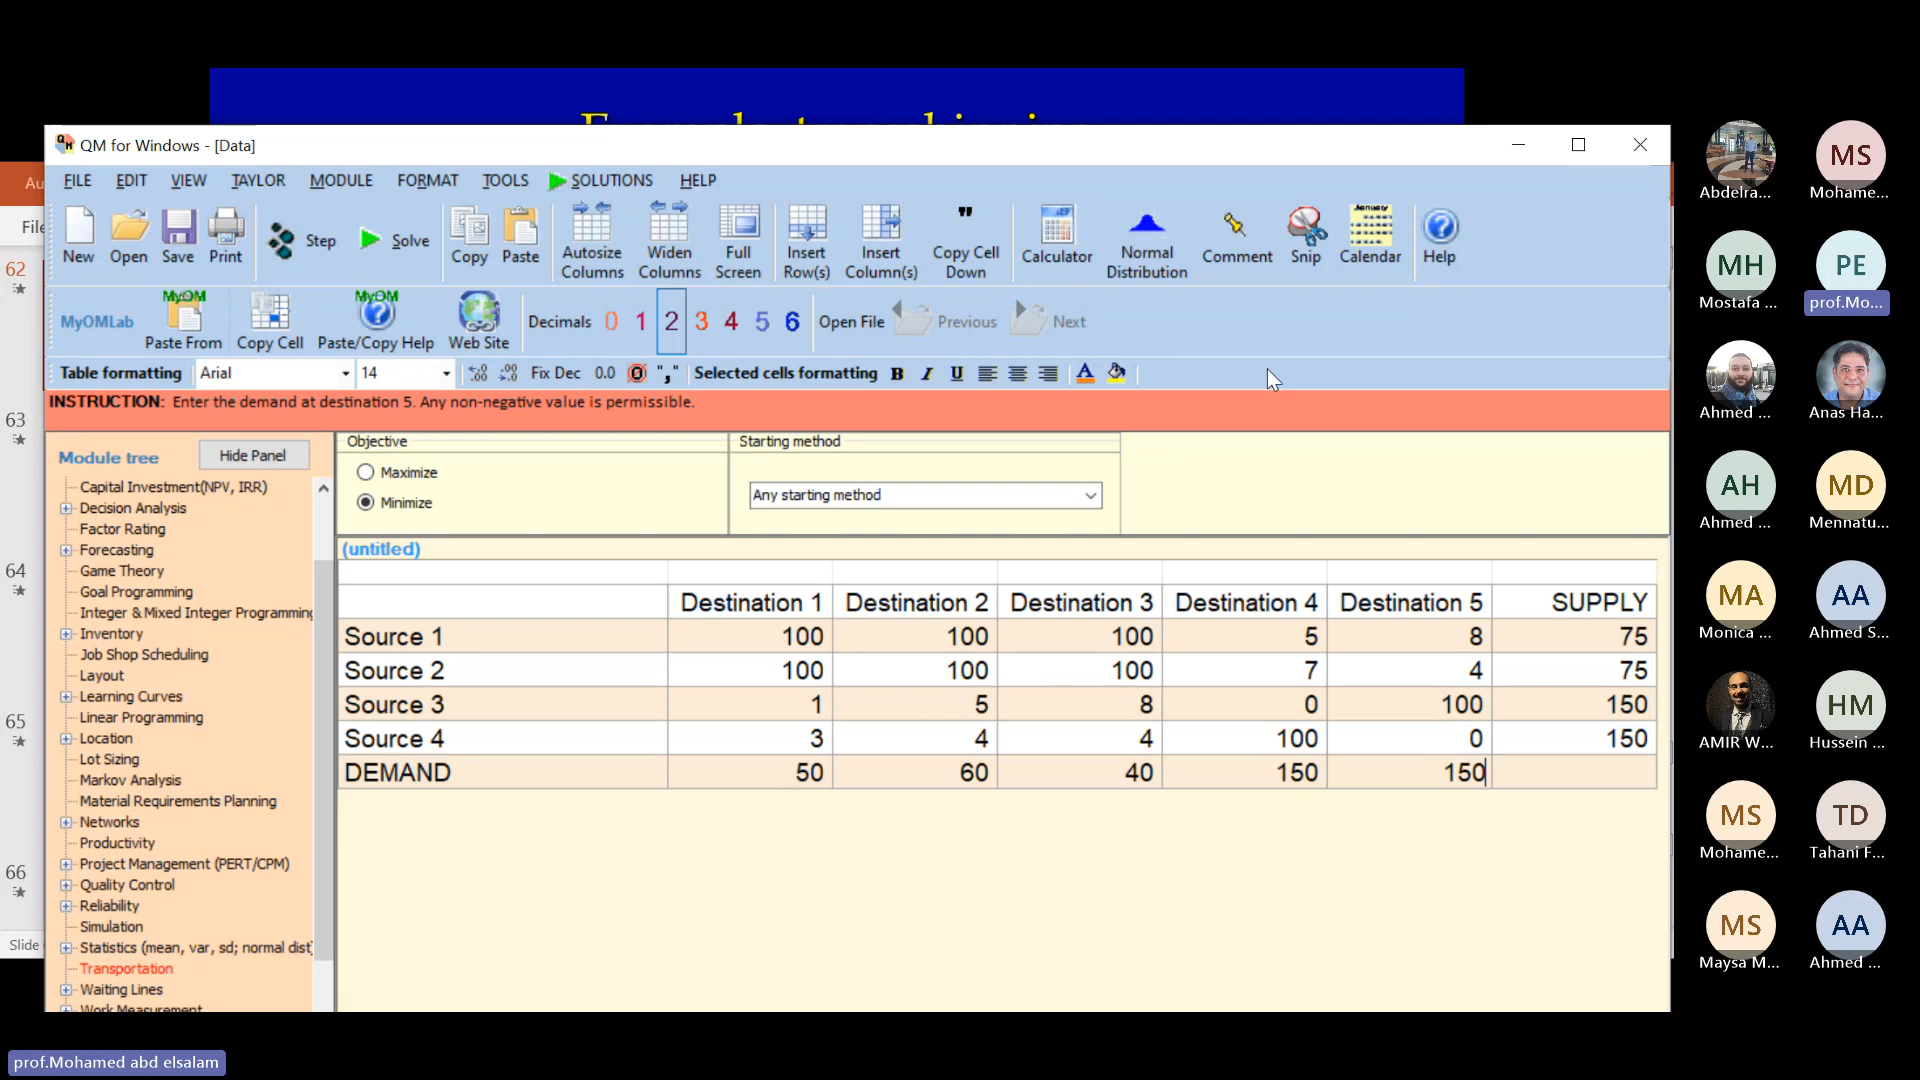 QM for Windows - [Data]
FILE EDIT VIEW TAYLOR MODULE FORMAT TOOLS SOLUTIONS HELP
New Open Save Print Step Solve Copy Paste Autosize Columns Widen Columns Full Screen Insert Row(s) Insert Column(s) Copy Cell Down Calculator Normal Distribution Comment Snip Calendar Help
MyOMLab Paste From Copy Cell Paste/Copy Help Web Site Decimals 0 1 2 3 4 5 6 Open File Previous Next
Table formatting Arial 14 Fix Dec 0.0 Selected cells formatting B I U A
INSTRUCTION: Enter the demand at destination 5. Any non-negative value is permissible.
Module tree Hide Panel
Capital Investment(NPV, IRR)
Decision Analysis
Factor Rating
Forecasting
Game Theory
Goal Programming
Integer & Mixed Integer Programming
Inventory
Job Shop Scheduling
Layout
Learning Curves
Linear Programming
Location
Lot Sizing
Markov Analysis
Material Requirements Planning
Networks
Productivity
Project Management (PERT/CPM)
Quality Control
Reliability
Simulation
Statistics (mean, var, sd; normal dist)
Transportation
Waiting Lines
Work Measurement
Objective
Maximize
Minimize
Starting method
Any starting method
(untitled)
Destination 1 Destination 2 Destination 3 Destination 4 Destination 5 SUPPLY
Source 1 100 100 100 5 8 75
Source 2 100 100 100 7 4 75
Source 3 1 5 8 0 100 150
Source 4 3 4 4 100 0 150
DEMAND 50 60 40 150 150
Au
File
62
63
64
65
66
Slide
Abdelra...
MS
Mohame...
MH
Mostafa ...
PE
prof.Mo...
Ahmed ...
Anas Ha...
AH
Ahmed ...
MD
Mennatu...
MA
Monica ...
AA
Ahmed S...
AMIR W...
HM
Hussein ...
MS
Mohame...
TD
Tahani F...
MS
Maysa M...
AA
Ahmed ...
prof.Mohamed abd elsalam